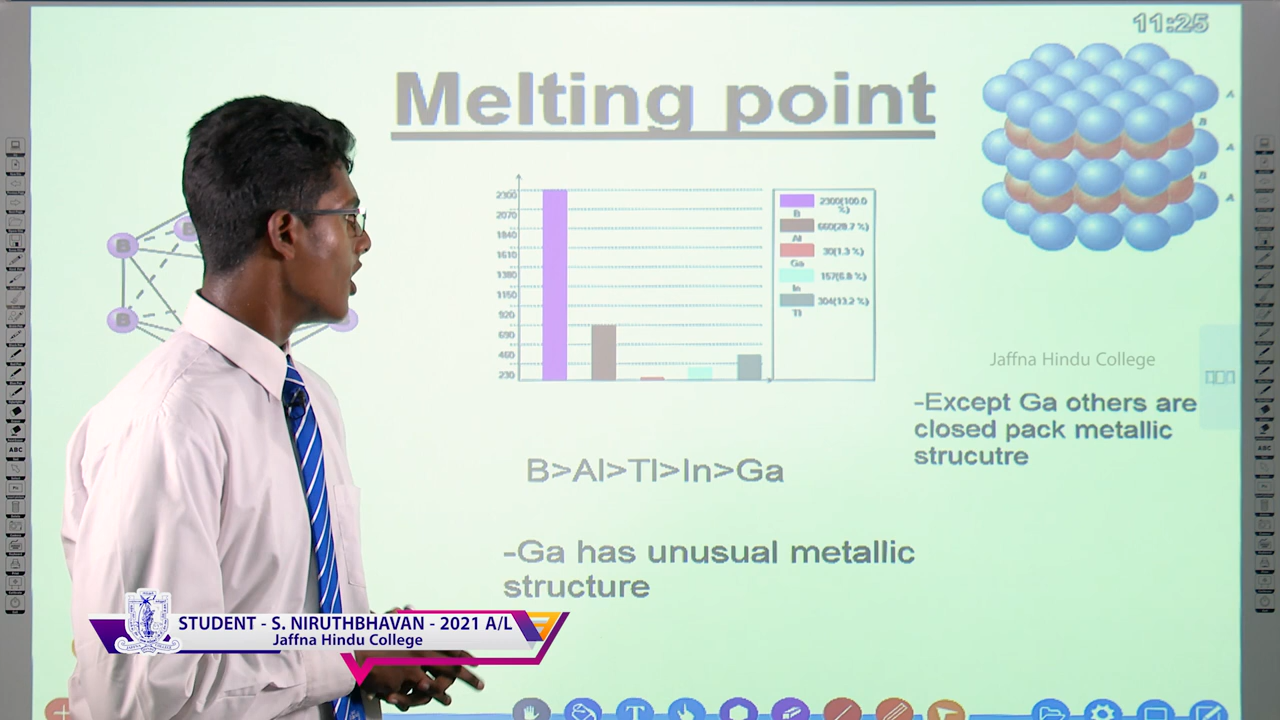 11:25
Melting point
A
B
A
B
A
B
B
2300
2070
1840
1610
1380
1150
920
690
460
230
2300(100.0
%)
B
660(28.7 %)
Al
30(1.3 %)
Ga
157(6.8 %)
In
304(13.2 %)
Tl
Jaffna Hindu College
-Except Ga others are
closed pack metallic
strucutre
B>Al>Tl>In>Ga
-Ga has unusual metallic
structure
ABC
ABC
STUDENT - S. NIRUTHBHAVAN - 2021 A/L
Jaffna Hindu College